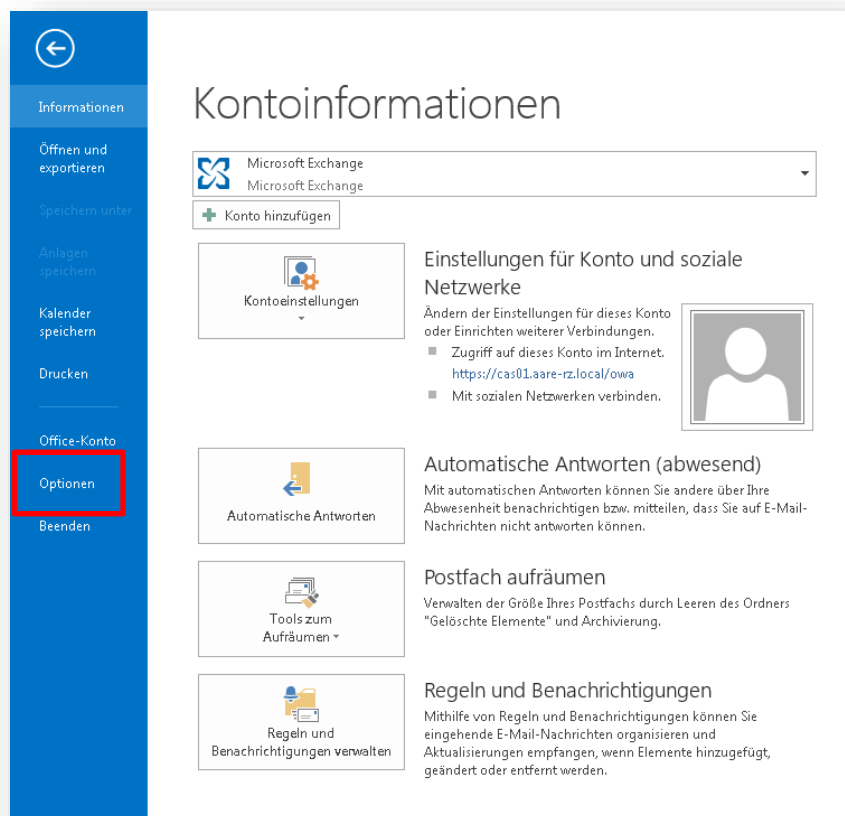 Informationen
Öffnen und
exportieren
Speichern unter
Anlagen
speichern
Kalender
speichern
Drucken
Office-Konto
Optionen
Beenden
Kontoinformationen
Microsoft Exchange
Microsoft Exchange
Konto hinzufügen
Kontoeinstellungen
Einstellungen für Konto und soziale
Netzwerke
Ändern der Einstellungen für dieses Konto
oder Einrichten weiterer Verbindungen.
Zugriff auf dieses Konto im Internet.
https://cas01.aare-rz.local/owa
Mit sozialen Netzwerken verbinden.
Automatische Antworten
Automatische Antworten (abwesend)
Mit automatischen Antworten können Sie andere über Ihre
Abwesenheit benachrichtigen bzw. mitteilen, dass Sie auf E-Mail-
Nachrichten nicht antworten können.
Tools zum
Aufräumen
Postfach aufräumen
Verwalten der Größe Ihres Postfachs durch Leeren des Ordners
"Gelöschte Elemente" und Archivierung.
Regeln und
Benachrichtigungen verwalten
Regeln und Benachrichtigungen
Mithilfe von Regeln und Benachrichtigungen können Sie
eingehende E-Mail-Nachrichten organisieren und
Aktualisierungen empfangen, wenn Elemente hinzugefügt,
geändert oder entfernt werden.